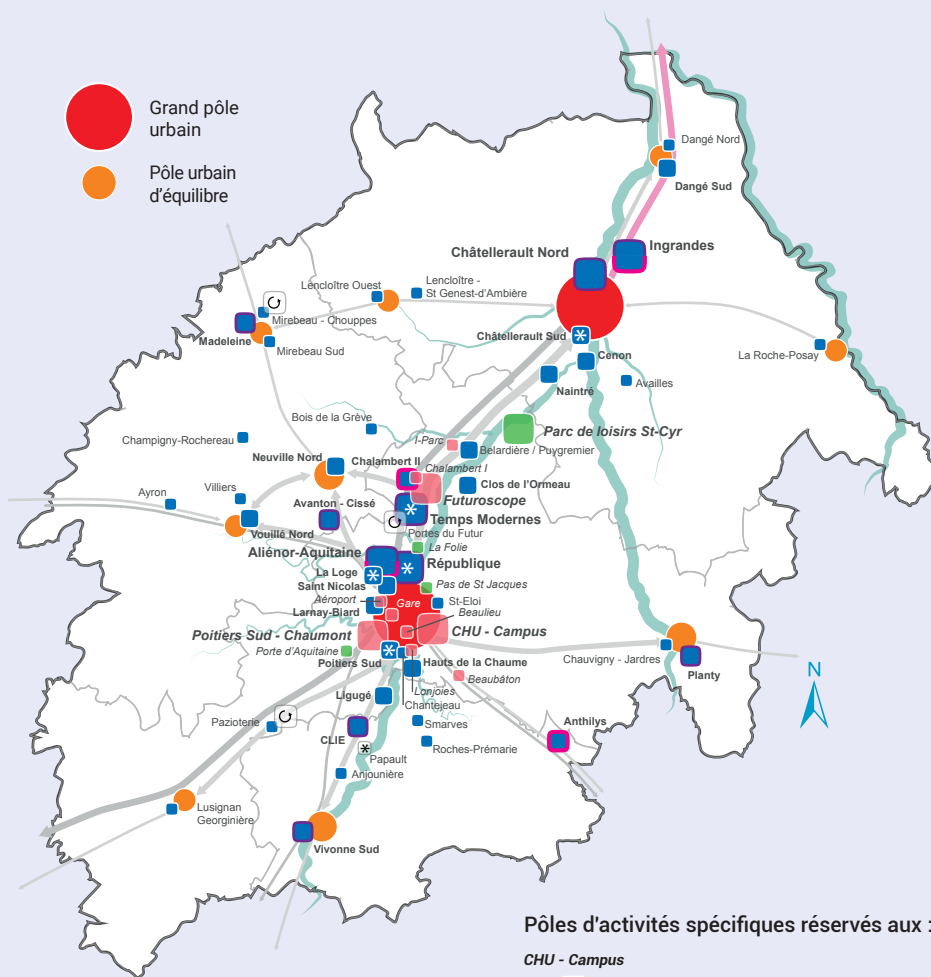 Grand pôle
urbain
Pôle urbain
d'équilibre
Dangé Nord
Dangé Sud
Châtellerault Nord
Ingrandes
Lencloître Ouest
Lencloître -
St Genest-d'Ambière
Mirebeau - Chouppes
Madeleine
Mirebeau Sud
Châtellerault Sud
Cenon
La Roche-Posay
Naintré
Availles
Bois de la Grève
Parc de loisirs St-Cyr
Champigny-Rochereau
I-Parc
Belardière / Puygremier
Neuville Nord
Chalambert II
Chalambert I
Clos de l'Ormeau
Ayron
Villiers
Avanton - Cissé
Futuroscope
Temps Modernes
Vouillé Nord
Portes du Futur
La Folie
Aliénor-Aquitaine
République
La Loge
Saint Nicolas
Pas de St Jacques
Aéroport
Gare
St-Eloi
Larnay-Biard
Beaulieu
Poitiers Sud - Chaumont
CHU - Campus
Porte d'Aquitaine
Poitiers Sud
Hauts de la Chaume
Chauvigny - Jardres
Planty
Beaubâton
Ligugé
Lonjoies
Chantejeau
N
Pazioterie
Smarves
Anthilys
CLIE
Roches-Prémarie
Papault
Anjounière
Lusignan
Georginière
Vivonne Sud
Pôles d'activités spécifiques réservés aux :
CHU - Campus